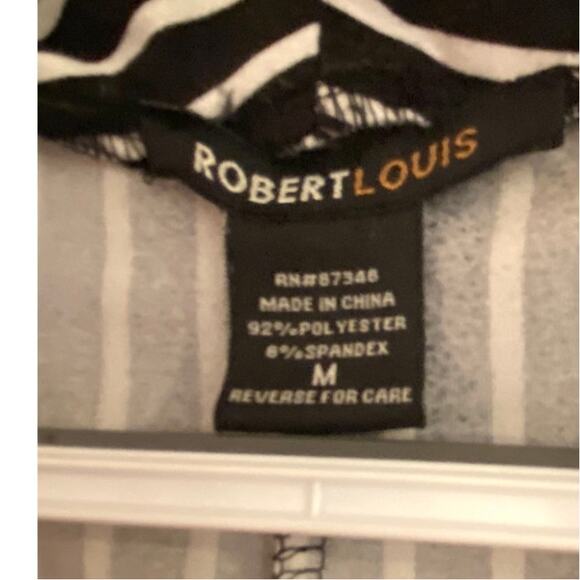 ROBERTLOUIS
RN#87346
MADE IN CHINA
92%POLYESTER
8%SPANDEX
M
REVERSE FOR CARE